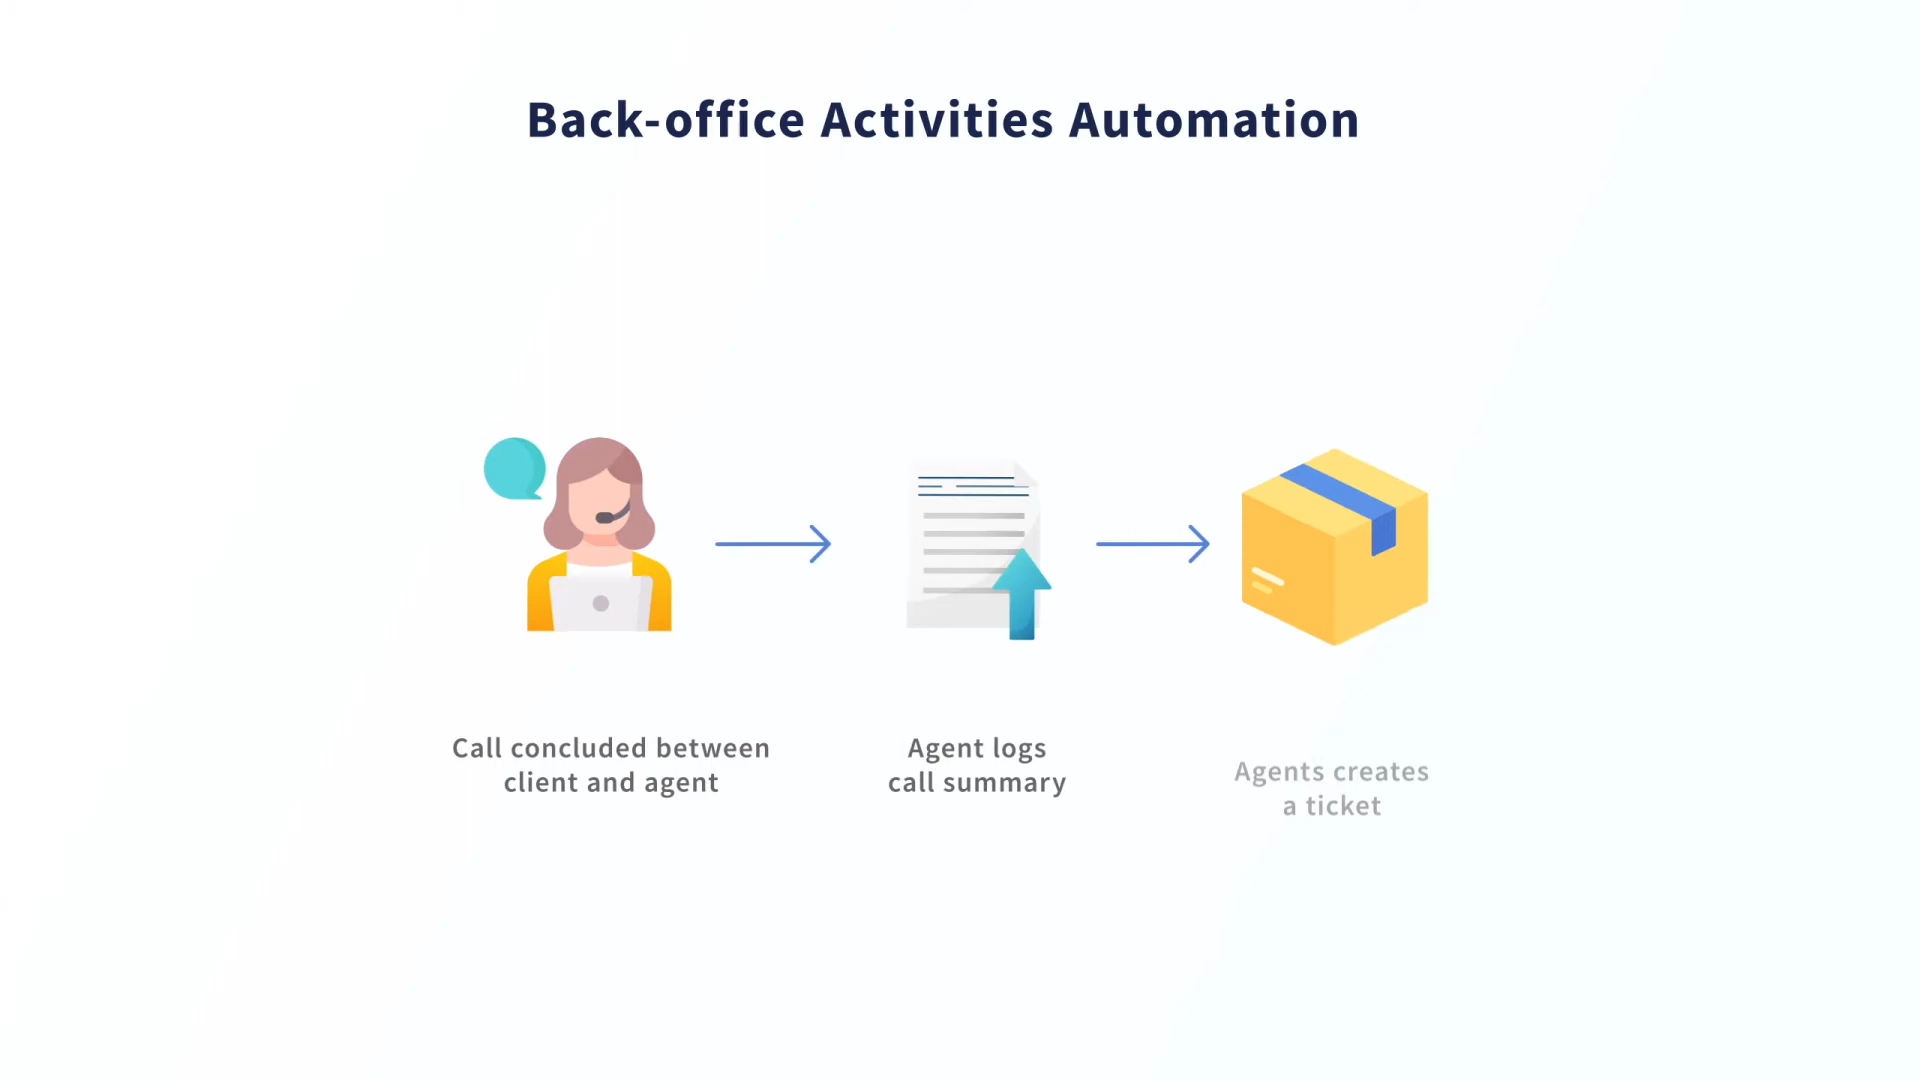 Back-office Activities Automation
Call concluded between
client and agent
Agent logs
call summary
Agents creates
a ticket